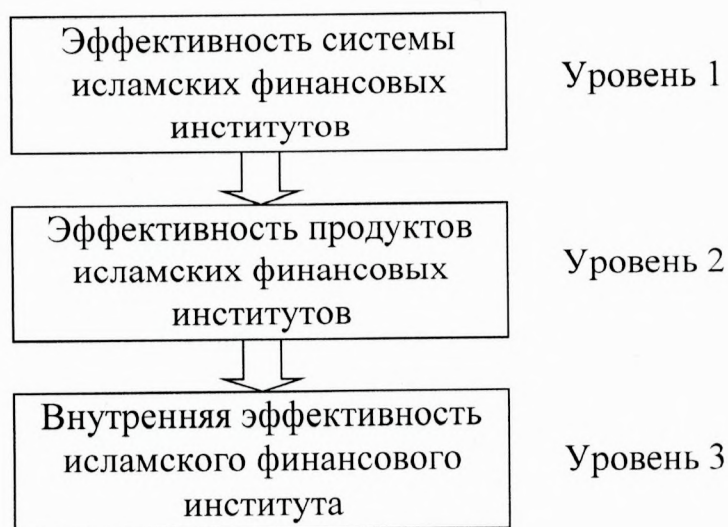 Эффективность системы
исламских финансовых
институтов
Уровень 1
Эффективность продуктов
исламских финансовых
институтов
Уровень 2
Внутренняя эффективность
исламского финансового
института
Уровень 3